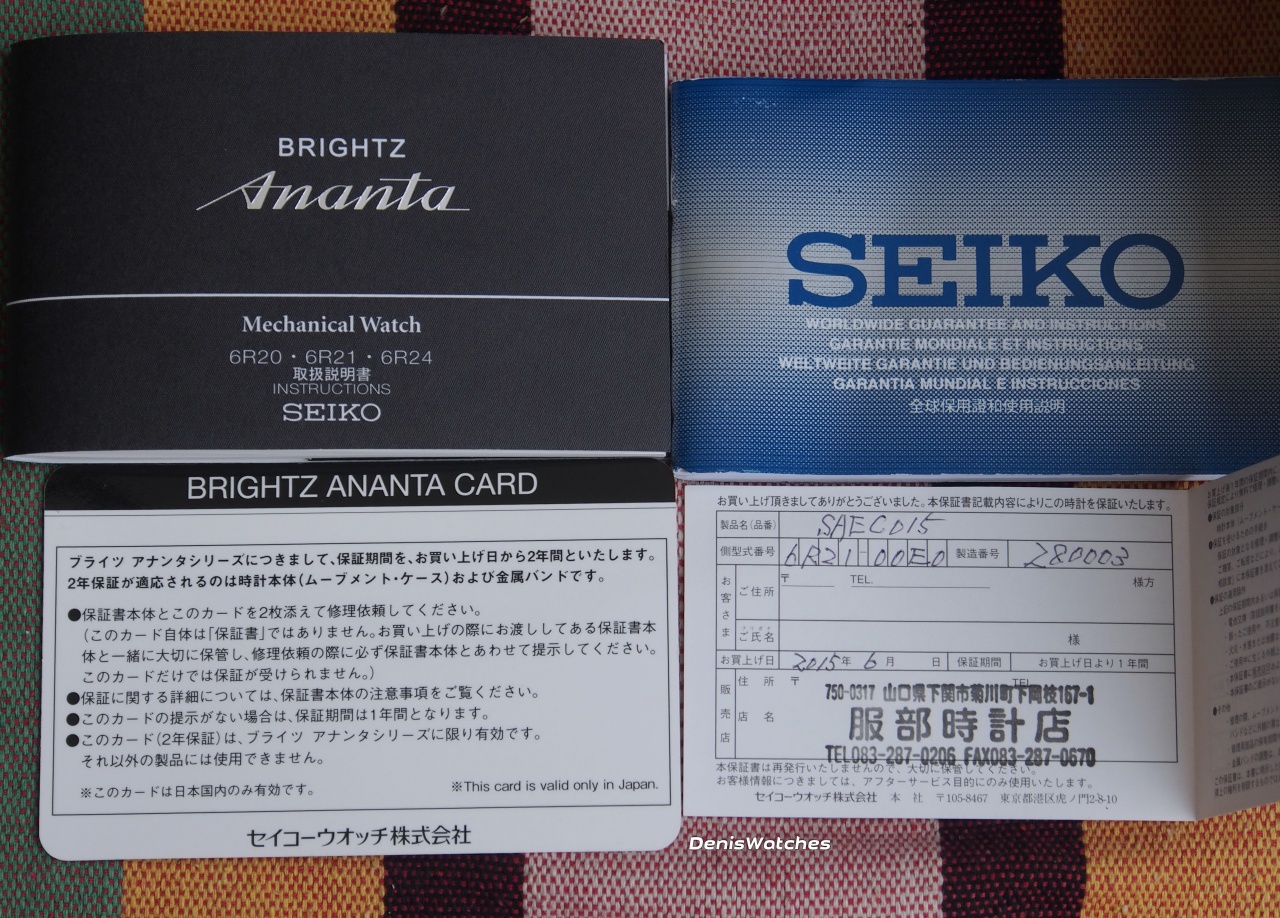 BRIGHTZ
Ananta
Mechanical Watch
6R20・6R21・6R24
取扱説明書
INSTRUCTIONS
SEIKO
SEIKO
WORLDWIDE GUARANTEE AND INSTRUCTIONS
GARANTIE MONDIALE ET INSTRUCTIONS
WELTWEITE GARANTIE UND BEDIENUNGSANLEITUNG
GARANTIA MUNDIAL E INSTRUCCIONES
全球保用證和使用説明
BRIGHTZ ANANTA CARD
ブライツ アナンタシリーズにつきまして、保証期間を、お買い上げ日から2年間といたします。
2年保証が適応されるのは時計本体(ムーブメント・ケース)および金属バンドです。
●保証書本体とこのカードを2枚添えて修理依頼してください。
(このカード自体は「保証書」ではありません。お買い上げの際にお渡ししてある保証書本
体と一緒に大切に保管し、修理依頼の際に必ず保証書本体とあわせて提示してください。
このカードだけでは保証が受けられません。)
●保証に関する詳細については、保証書本体の注意事項をご覧ください。
●このカードの提示がない場合は、保証期間は1年間となります。
●このカード(2年保証)は、ブライツ アナンタシリーズに限り有効です。
それ以外の製品には使用できません。
※このカードは日本国内のみ有効です。
※This card is valid only in Japan.
セイコーウオッチ株式会社
お買い上げ頂きましてありがとうございました。本保証書記載内容によりこの時計を保証いたします。
製品名(品番) SAEC015
側型式番号 6R21-00E0 製造番号 280003
お客さま ご住所 〒 TEL. 様方
ご氏名 様
お買上げ日 2015年 6月 日 保証期間 お買上げ日より1年間
販売店 住所 〒 TEL
750-0317 山口県下関市菊川町下岡枝167-1
店名 服部時計店
TEL083-287-0206 FAX083-287-0670
本保証書は再発行いたしませんので、大切に保管してください。
お客様情報につきましては、アフターサービス目的にのみ使用いたします。
セイコーウオッチ株式会社 本社 〒105-8467 東京都港区虎ノ門2-8-10
DenisWatches